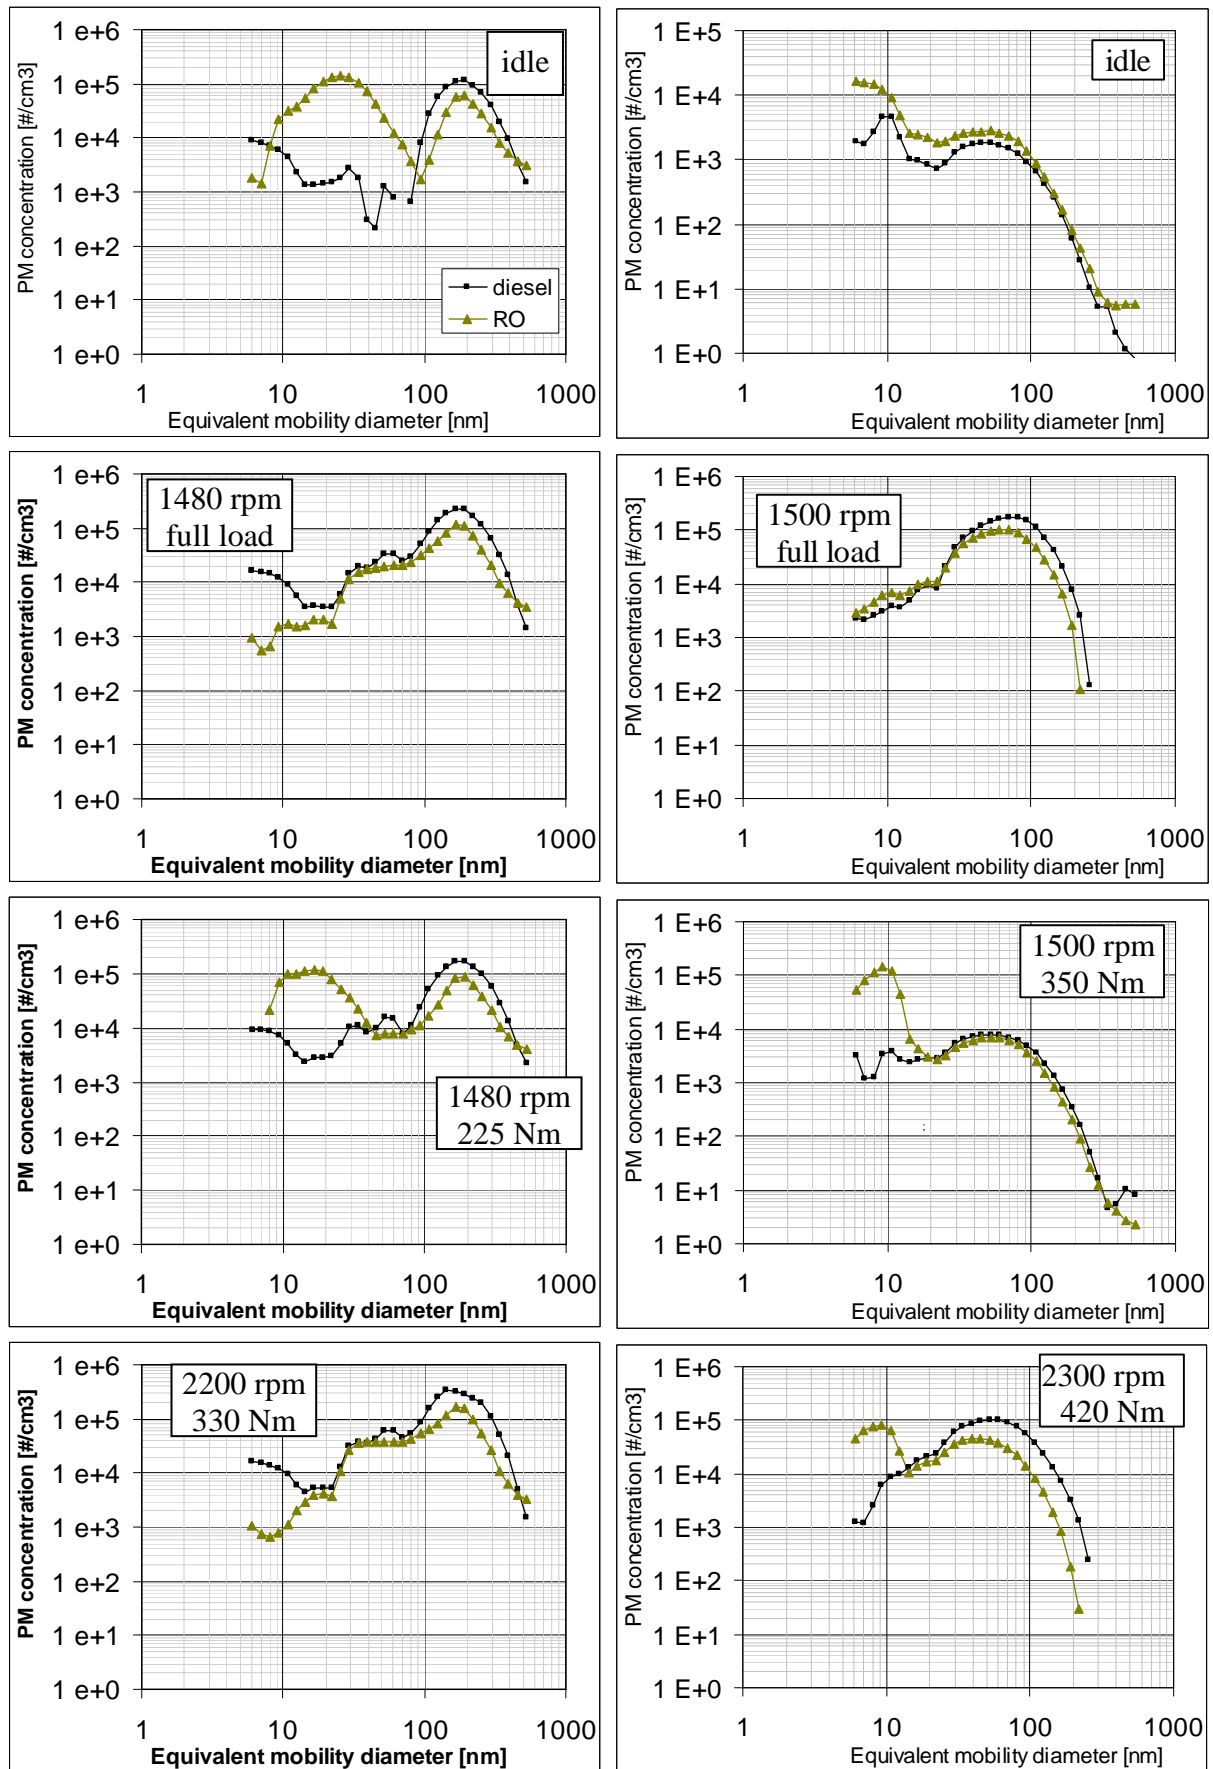 PM concentration [#/cm3]
1 e+6
1 e+5
1 e+4
1 e+3
1 e+2
1 e+1
1 e+0
idle
diesel
RO
1 10 100 1000
Equivalent mobility diameter [nm]
PM concentration [#/cm3]
1 E+5
1 E+4
1 E+3
1 E+2
1 E+1
1 E+0
idle
1 10 100 1000
Equivalent mobility diameter [nm]
PM concentration [#/cm3]
1 e+6
1 e+5
1 e+4
1 e+3
1 e+2
1 e+1
1 e+0
1480 rpm
full load
1 10 100 1000
Equivalent mobility diameter [nm]
PM concentration [#/cm3]
1 E+6
1 E+5
1 E+4
1 E+3
1 E+2
1 E+1
1 E+0
1500 rpm
full load
1 10 100 1000
Equivalent mobility diameter [nm]
PM concentration [#/cm3]
1 e+6
1 e+5
1 e+4
1 e+3
1 e+2
1 e+1
1 e+0
1480 rpm
225 Nm
1 10 100 1000
Equivalent mobility diameter [nm]
PM concentration [#/cm3]
1 E+6
1 E+5
1 E+4
1 E+3
1 E+2
1 E+1
1 E+0
1500 rpm
350 Nm
1 10 100 1000
Equivalent mobility diameter [nm]
PM concentration [#/cm3]
1 e+6
1 e+5
1 e+4
1 e+3
1 e+2
1 e+1
1 e+0
2200 rpm
330 Nm
1 10 100 1000
Equivalent mobility diameter [nm]
PM concentration [#/cm3]
1 E+6
1 E+5
1 E+4
1 E+3
1 E+2
1 E+1
1 E+0
2300 rpm
420 Nm
1 10 100 1000
Equivalent mobility diameter [nm]